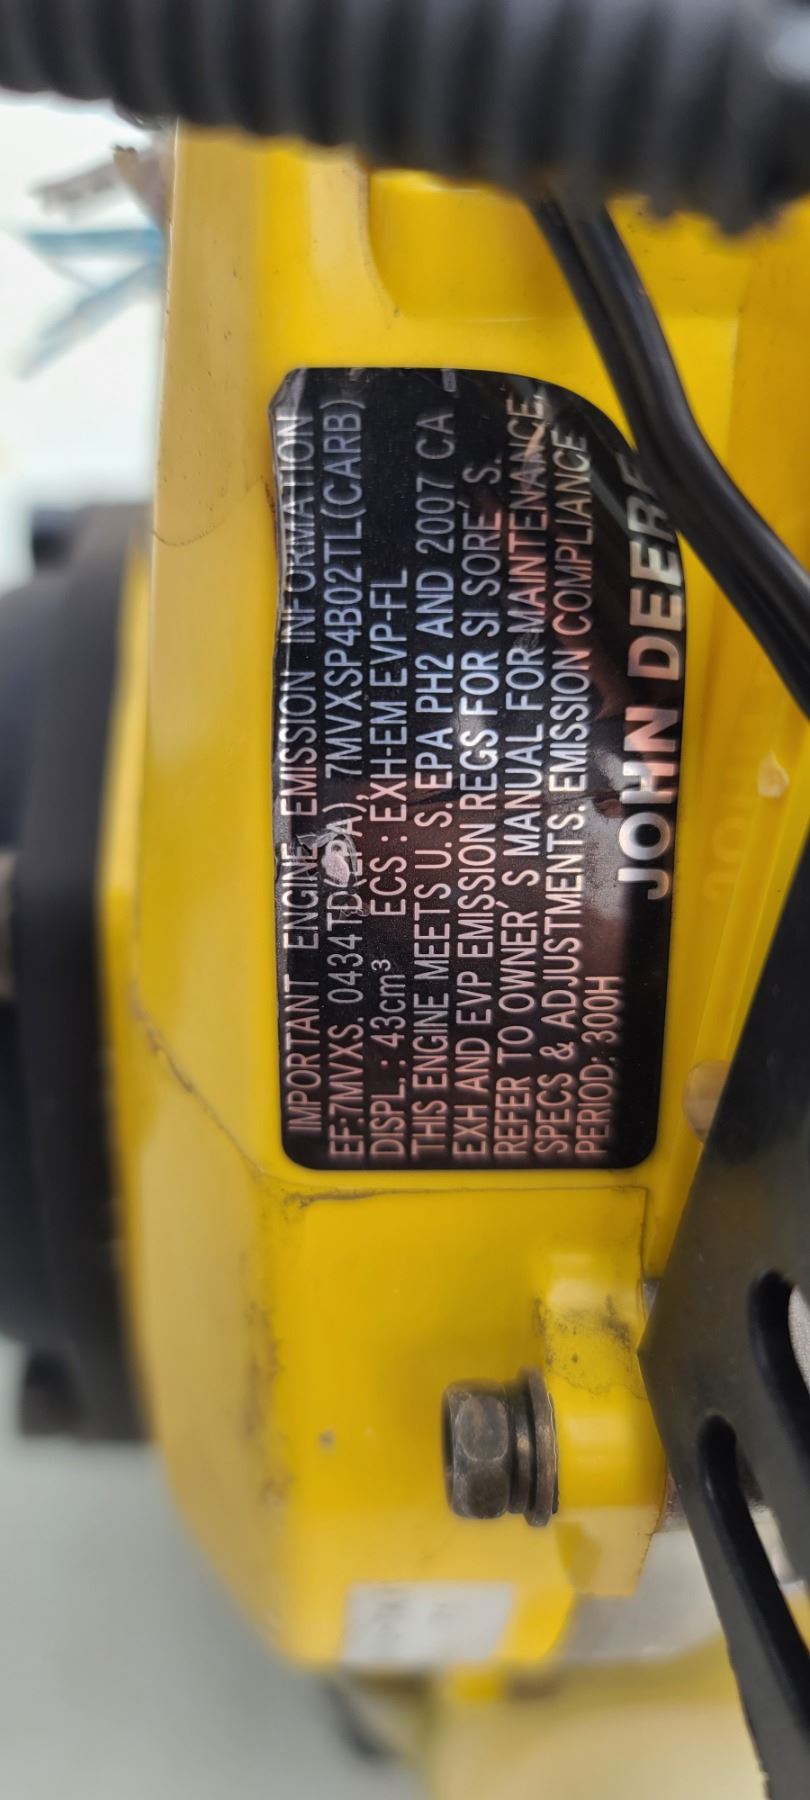 IMPORTANT ENGINE EMISSION INFORMATION
EF:7MVXS. 0434TD(EPA), 7MVXSP4B02TL(CARB)
DISPL.: 43cm³ ECS: EXH-EM EVP-FL
THIS ENGINE MEETS U. S. EPA PH2 AND 2007 CA
EXH AND EVP EMISSION REGS FOR SI SORE´S.
REFER TO OWNER´S MANUAL FOR MAINTENANCE,
SPECS & ADJUSTMENTS. EMISSION COMPLIANCE
PERIOD: 300H
JOHN DEERE